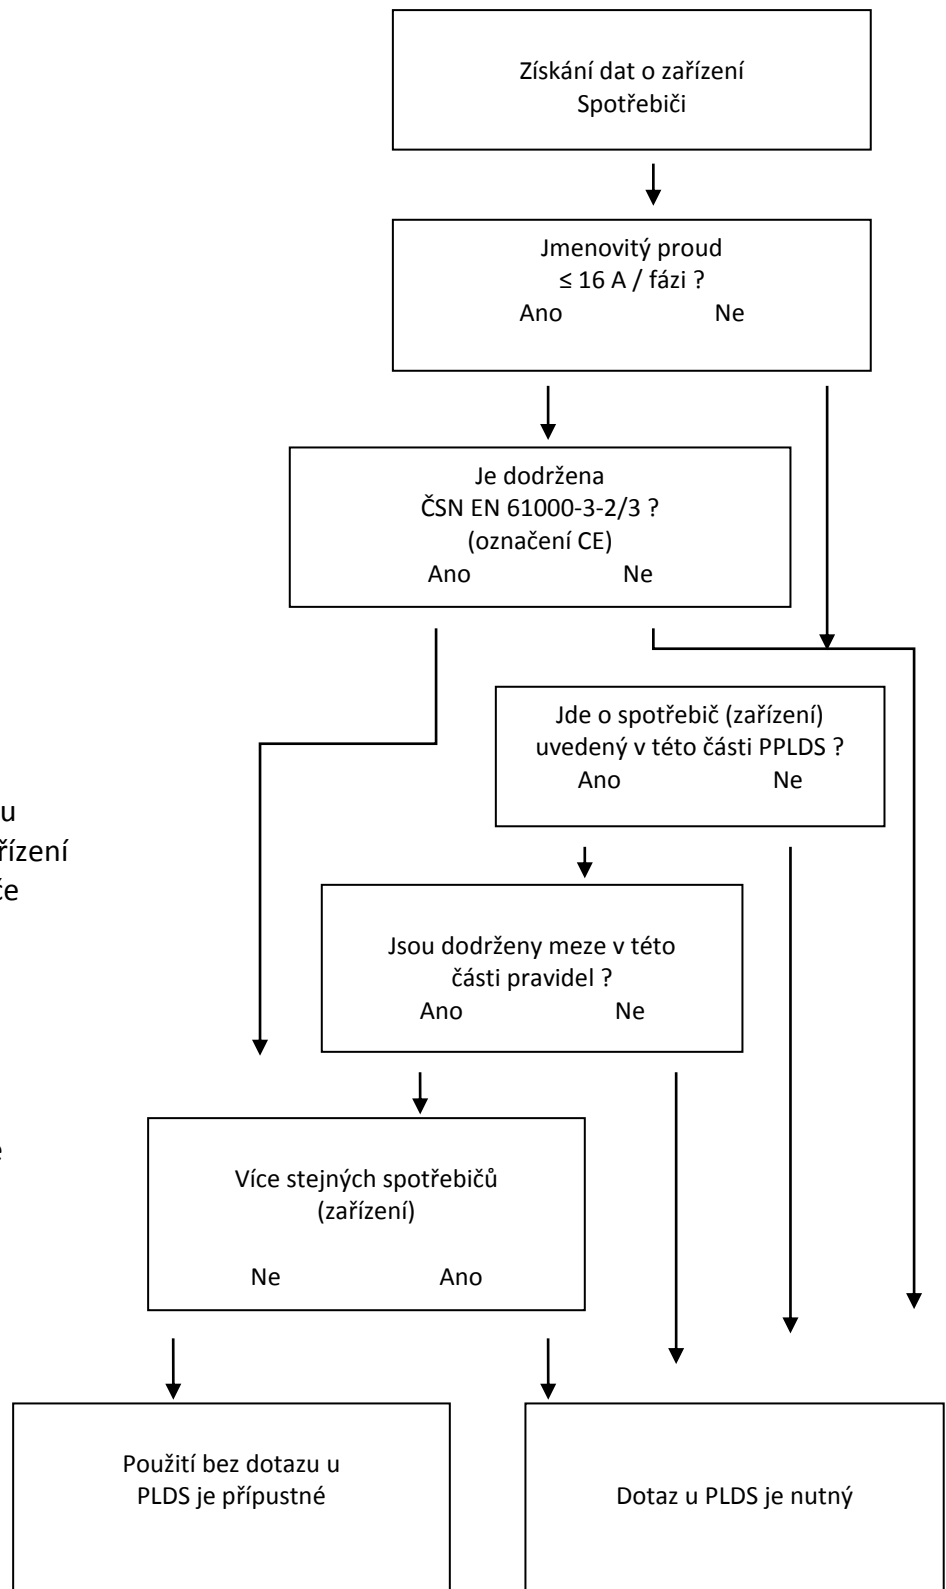 Získání dat o zařízení
Spotřebiči
Jmenovitý proud
≤ 16 A / fázi ?
Ano Ne
Je dodržena
ČSN EN 61000-3-2/3 ?
(označení CE)
Ano Ne
Jde o spotřebič (zařízení)
uvedený v této části PPLDS ?
Ano Ne
u
řízení
če
Jsou dodrženy meze v této
části pravidel ?
Ano Ne
e
Více stejných spotřebičů
(zařízení)
Ne Ano
Použití bez dotazu u
PLDS je přípustné
Dotaz u PLDS je nutný